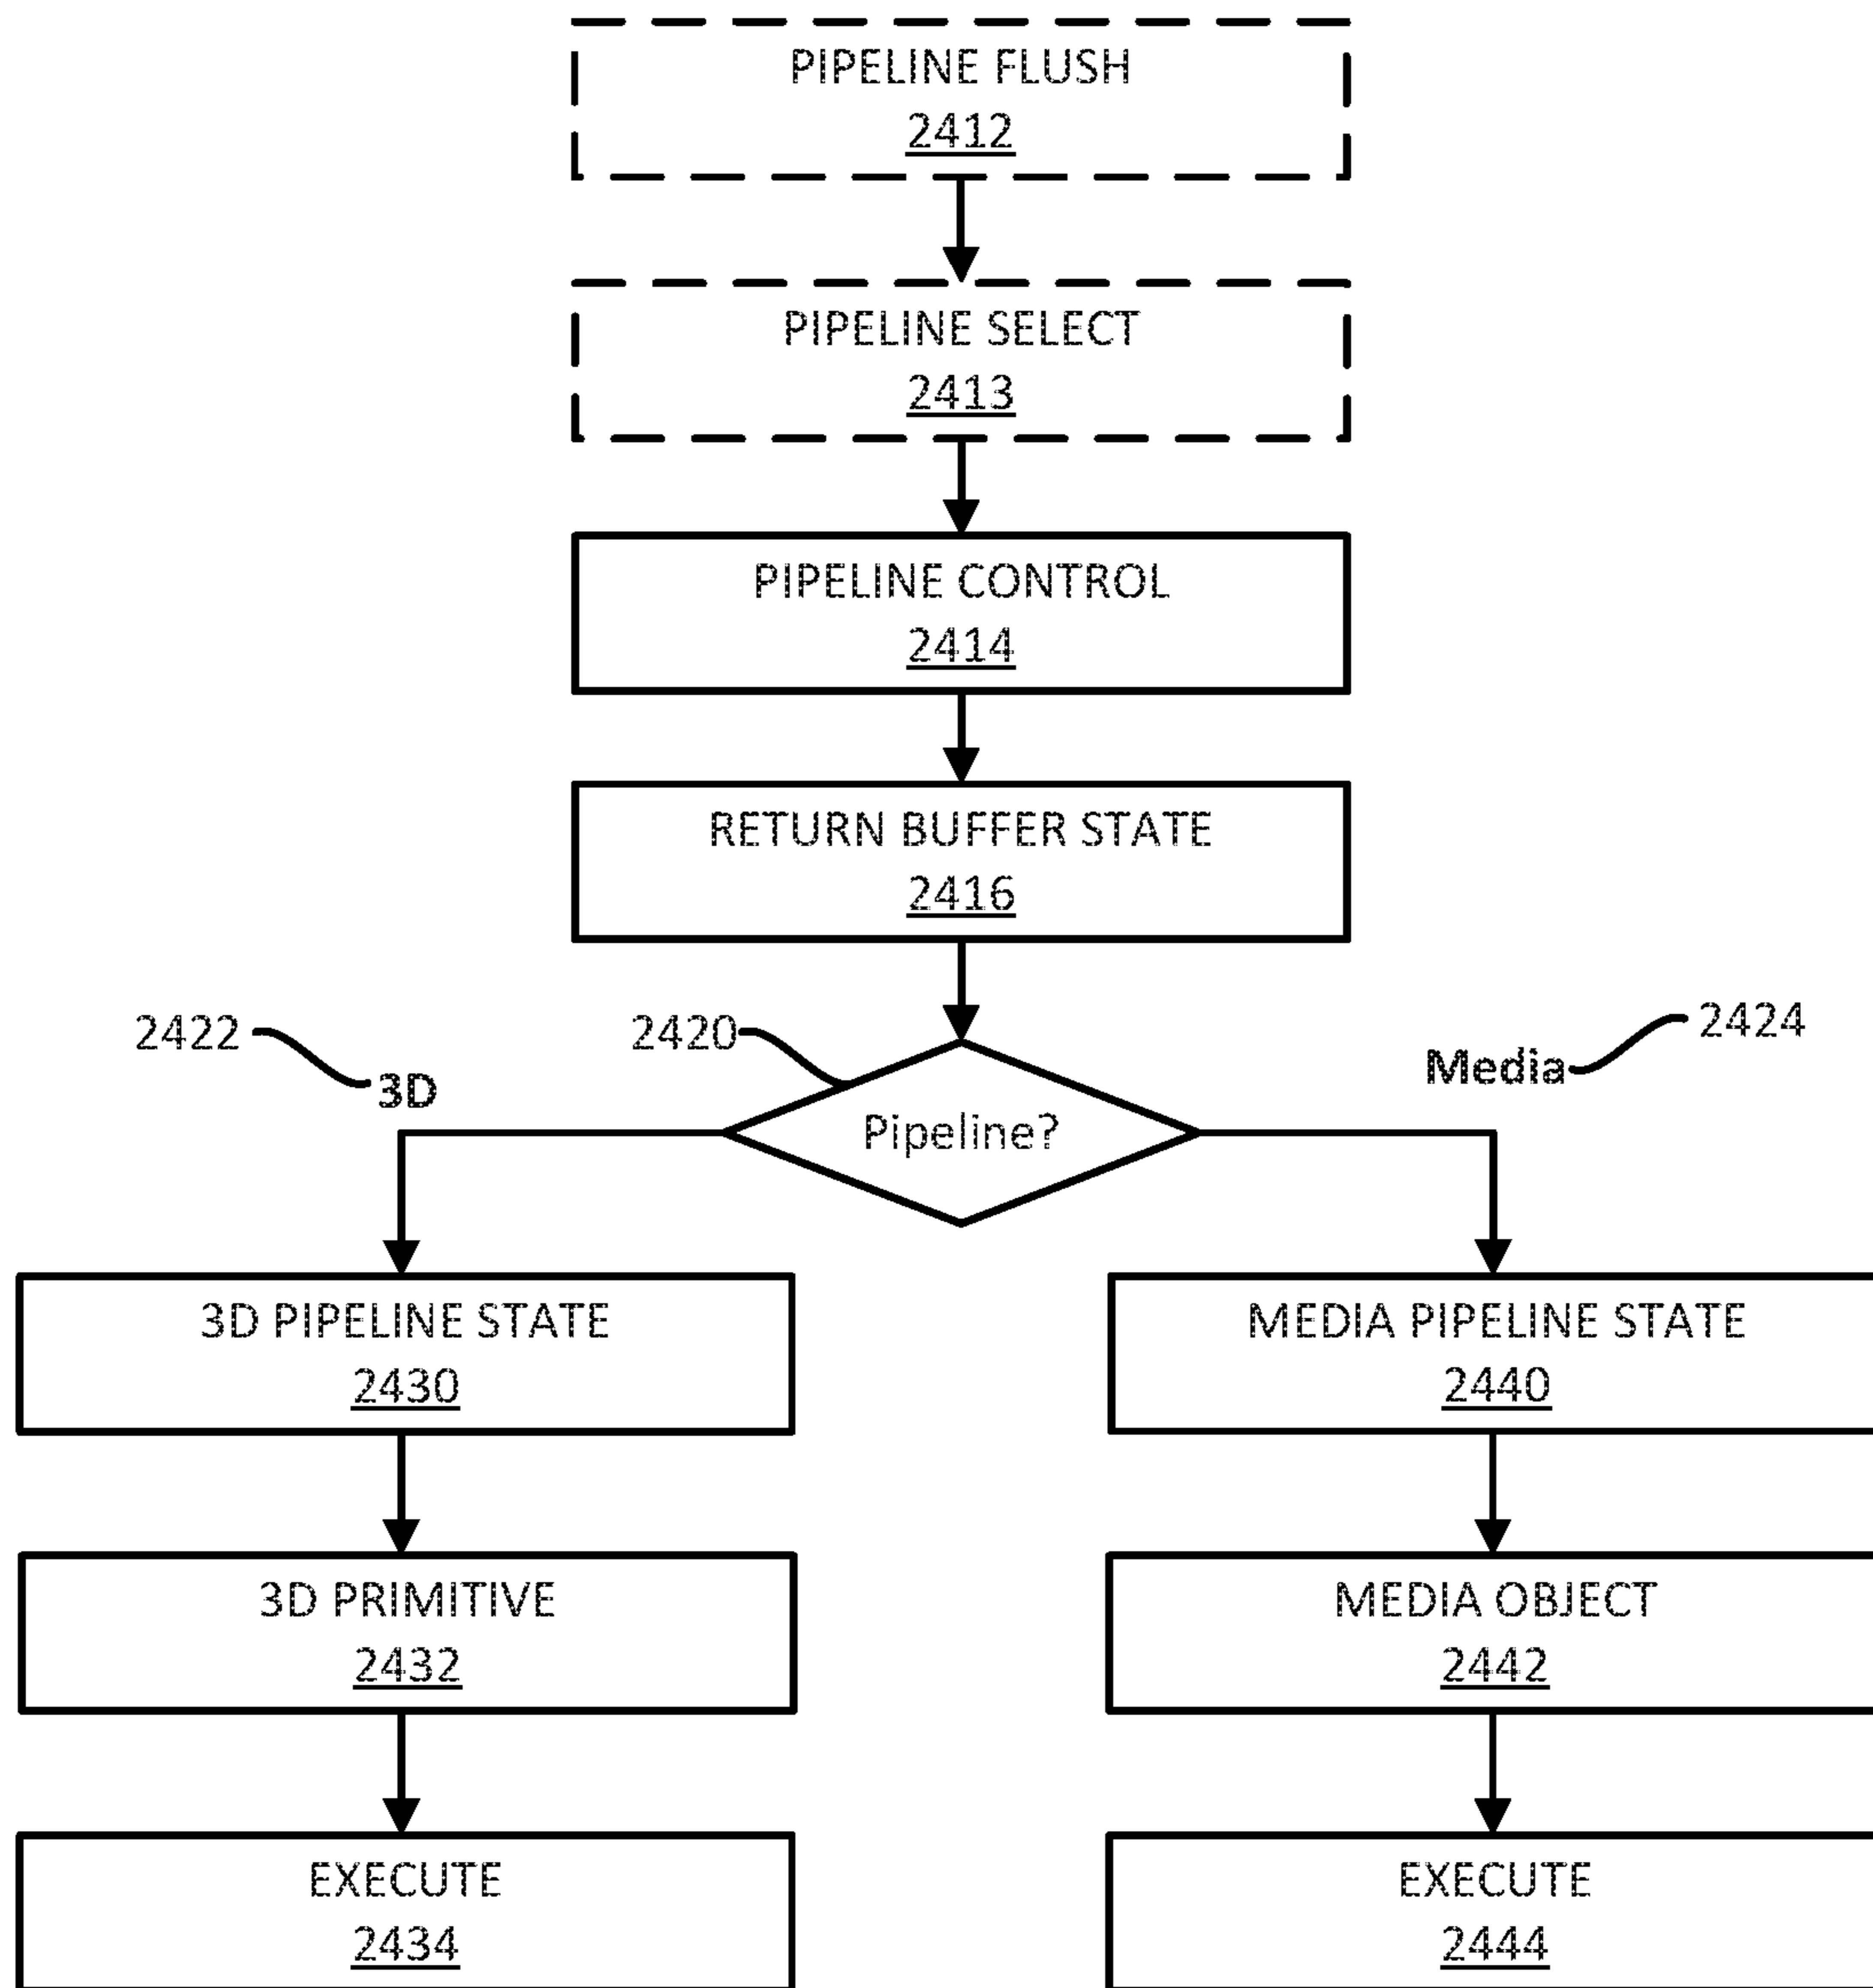 PIPELINE FLUSH
2412
PIPELINE SELECT
2413
PIPELINE CONTROL
2414
RETURN BUFFER STATE
2416
2422
3D
2420
Pipeline?
Media
2424
3D PIPELINE STATE
2430
MEDIA PIPELINE STATE
2440
3D PRIMITIVE
2432
MEDIA OBJECT
2442
EXECUTE
2434
EXECUTE
2444